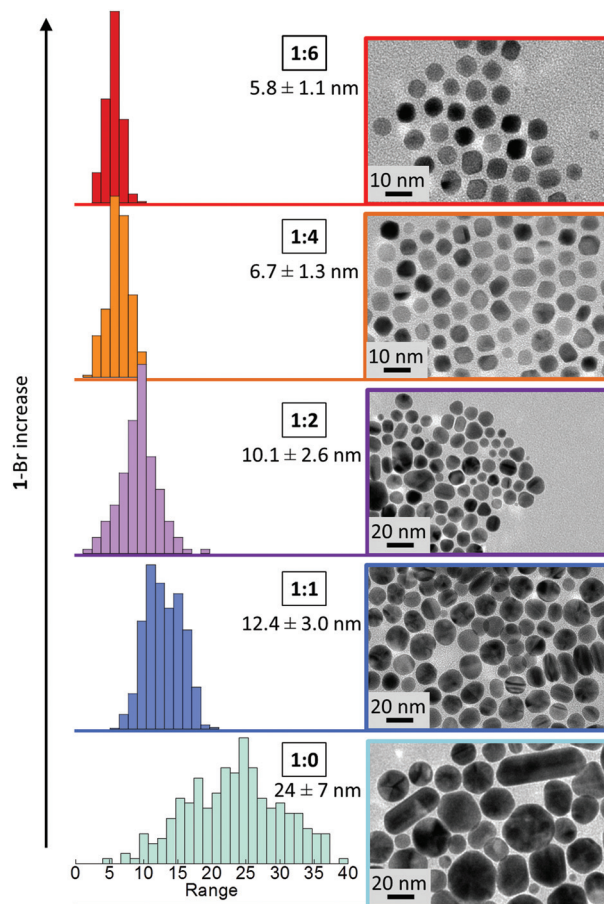 1-Br increase
1:6
5.8 ± 1.1 nm
10 nm
1:4
6.7 ± 1.3 nm
10 nm
1:2
10.1 ± 2.6 nm
20 nm
1:1
12.4 ± 3.0 nm
20 nm
1:0
24 ± 7 nm
20 nm
0 5 10 15 20 25 30 35 40
Range